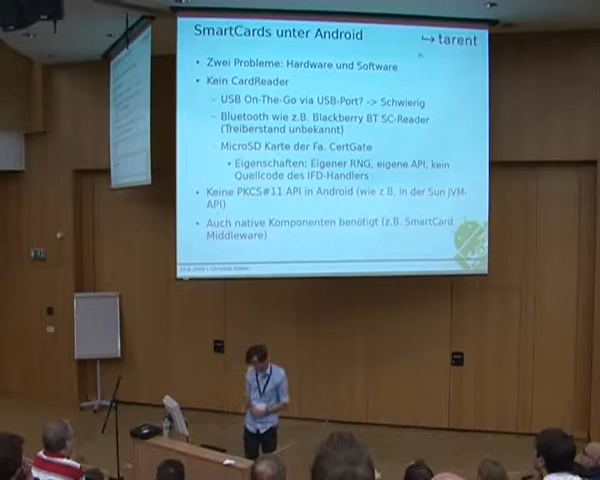 SmartCards unter Android
tarent
• Zwei Probleme: Hardware und Software
• Kein CardReader
– USB On-The-Go via USB-Port? -> Schwierig
– Bluetooth wie z.B. Blackberry BT SC-Reader
(Treiberstand unbekannt)
– MicroSD Karte der Fa. CertGate
• Eigenschaften: Eigener RNG, eigene API, kein
Quellcode des IFD-Handlers
• Keine PKCS#11 API in Android (wie z.B. in der Sun JVM-
API)
• Auch native Komponenten benötigt (z.B. SmartCard
Middleware)